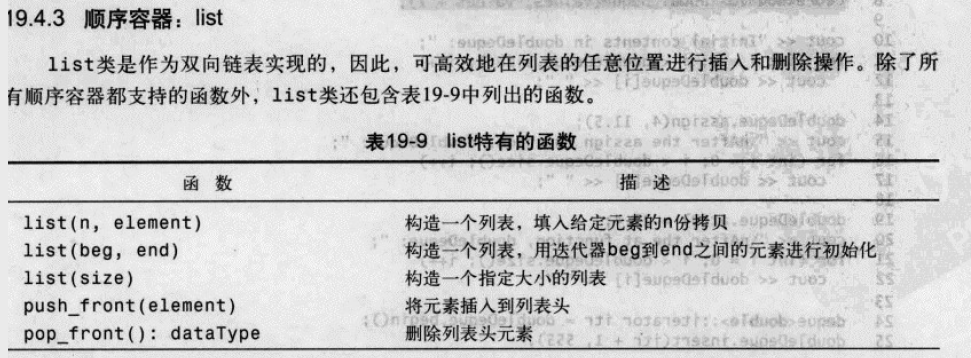 19.4.3 顺序容器：list
list类是作为双向链表实现的，因此，可高效地在列表的任意位置进行插入和删除操作。除了所
有顺序容器都支持的函数外，list类还包含表19-9中列出的函数。
表19-9 list特有的函数
函 数 描 述
list(n, element) 构造一个列表，填入给定元素的n份拷贝
list(beg, end) 构造一个列表，用迭代器beg到end之间的元素进行初始化
list(size) 构造一个指定大小的列表
push_front(element) 将元素插入到列表头
pop_front(): dataType 删除列表头元素